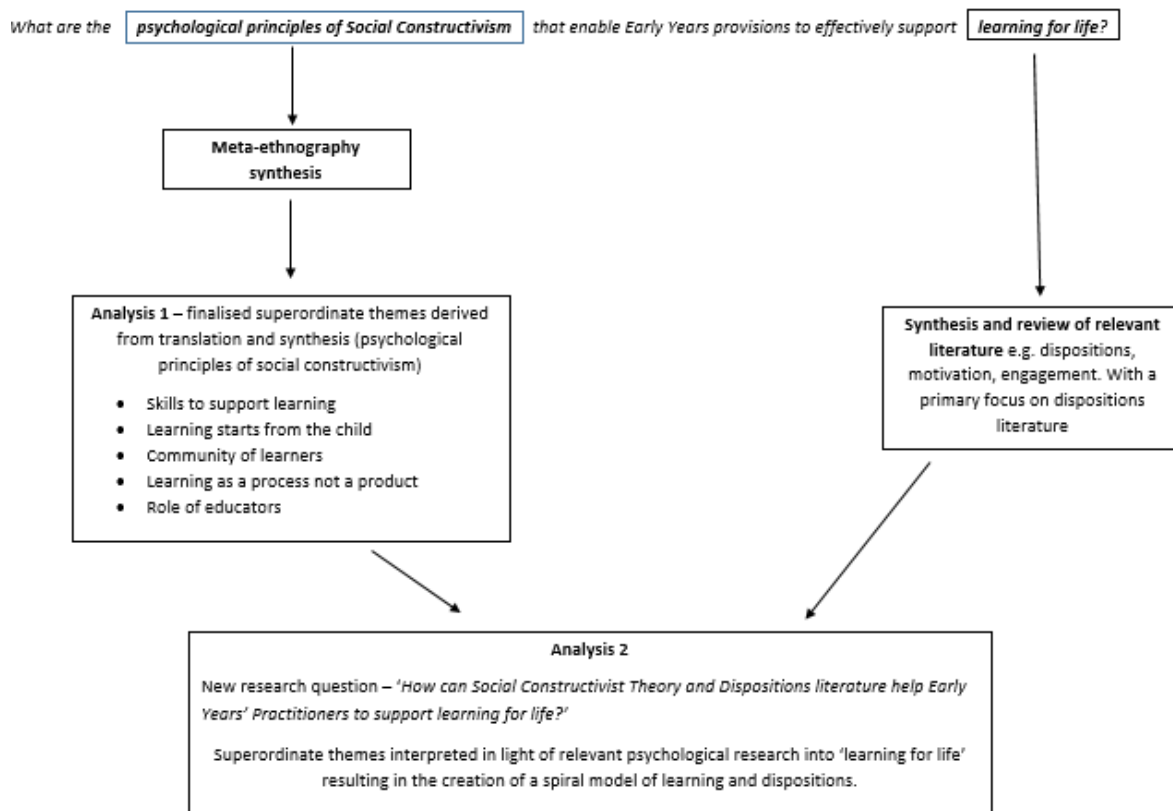 What are the psychological principles of Social Constructivism that enable Early Years provisions to effectively support learning for life?
Meta-ethnography
synthesis
Analysis 1 – finalised superordinate themes derived
from translation and synthesis (psychological
principles of social constructivism)
• Skills to support learning
• Learning starts from the child
• Community of learners
• Learning as a process not a product
• Role of educators
Synthesis and review of relevant
literature e.g. dispositions,
motivation, engagement. With a
primary focus on dispositions
literature
Analysis 2
New research question – ‘How can Social Constructivist Theory and Dispositions literature help Early
Years’ Practitioners to support learning for life?’
Superordinate themes interpreted in light of relevant psychological research into ‘learning for life’
resulting in the creation of a spiral model of learning and dispositions.